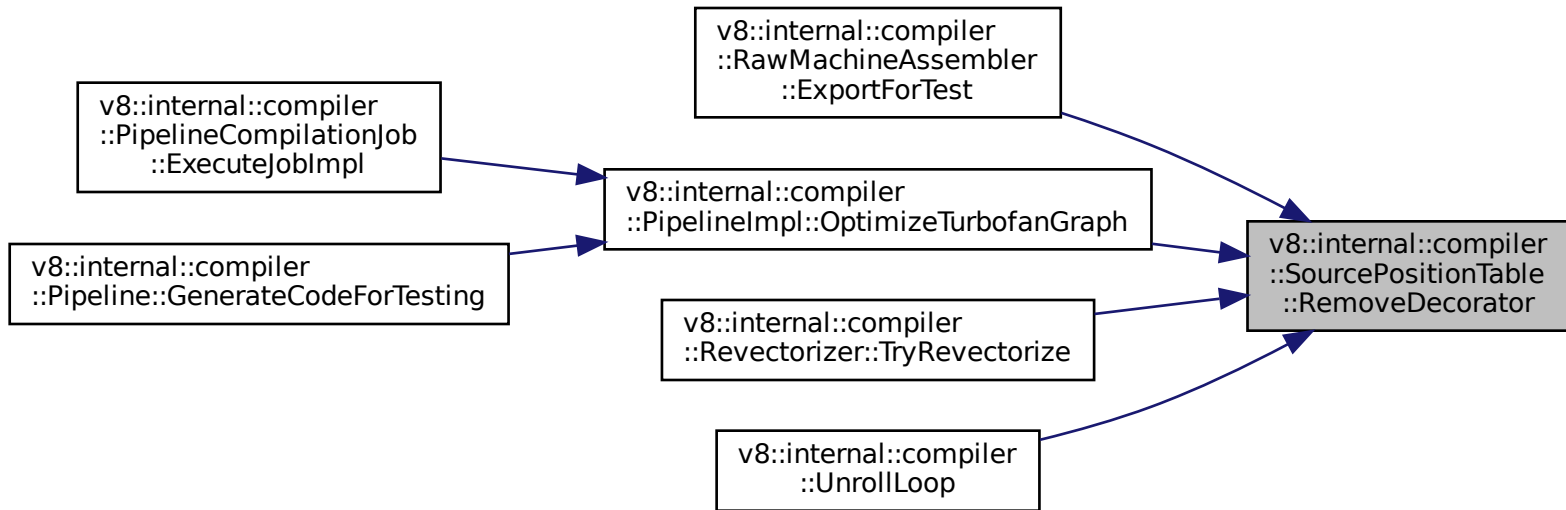 v8::internal::compiler
::RawMachineAssembler
::ExportForTest
v8::internal::compiler
::PipelineCompilationJob
::ExecuteJobImpl
v8::internal::compiler
::PipelineImpl::OptimizeTurbofanGraph
v8::internal::compiler
::SourcePositionTable
::RemoveDecorator
v8::internal::compiler
::Pipeline::GenerateCodeForTesting
v8::internal::compiler
::Revectorizer::TryRevectorize
v8::internal::compiler
::UnrollLoop